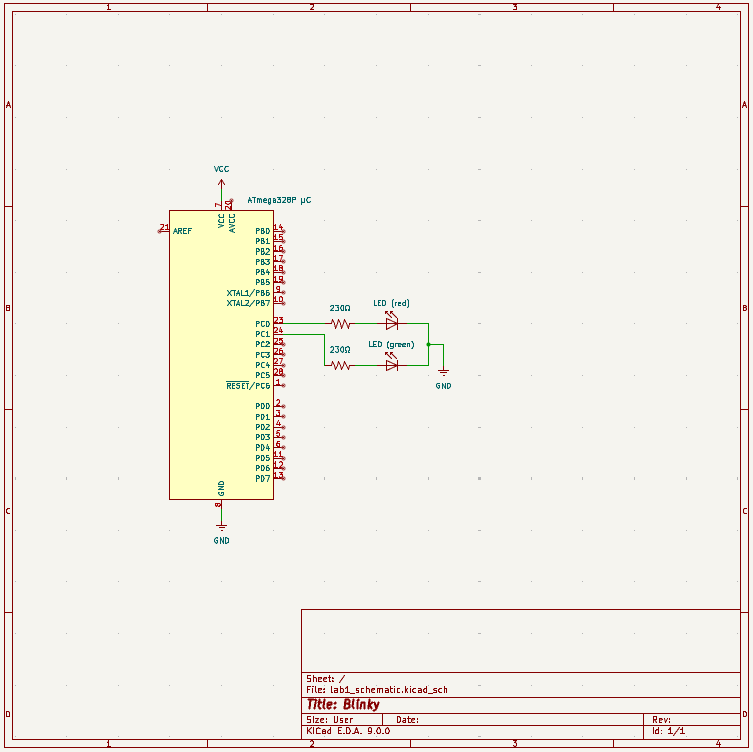 1 2 3 4
A
A
VCC
ATmega328P µC
7 20
VCC AVCC
21 AREF
PB0 14
PB1 15
PB2 16
PB3 17
PB4 18
PB5 19
XTAL1/PB6 9
XTAL2/PB7 10
B
B
PC0 23
PC1 24
PC2 25
PC3 26
PC4 27
PC5 28
RESET/PC6 1
230Ω LED (red)
230Ω LED (green)
GND
PD0 2
PD1 3
PD2 4
PD3 5
PD4 6
PD5 11
PD6 12
PD7 13
GND
8
GND
C
C
Sheet: /
File: lab1_schematic.kicad_sch
Title: Blinky
Size: User Date: Rev:
KiCad E.D.A. 9.0.0 Id: 1/1
D
D
1 2 3 4